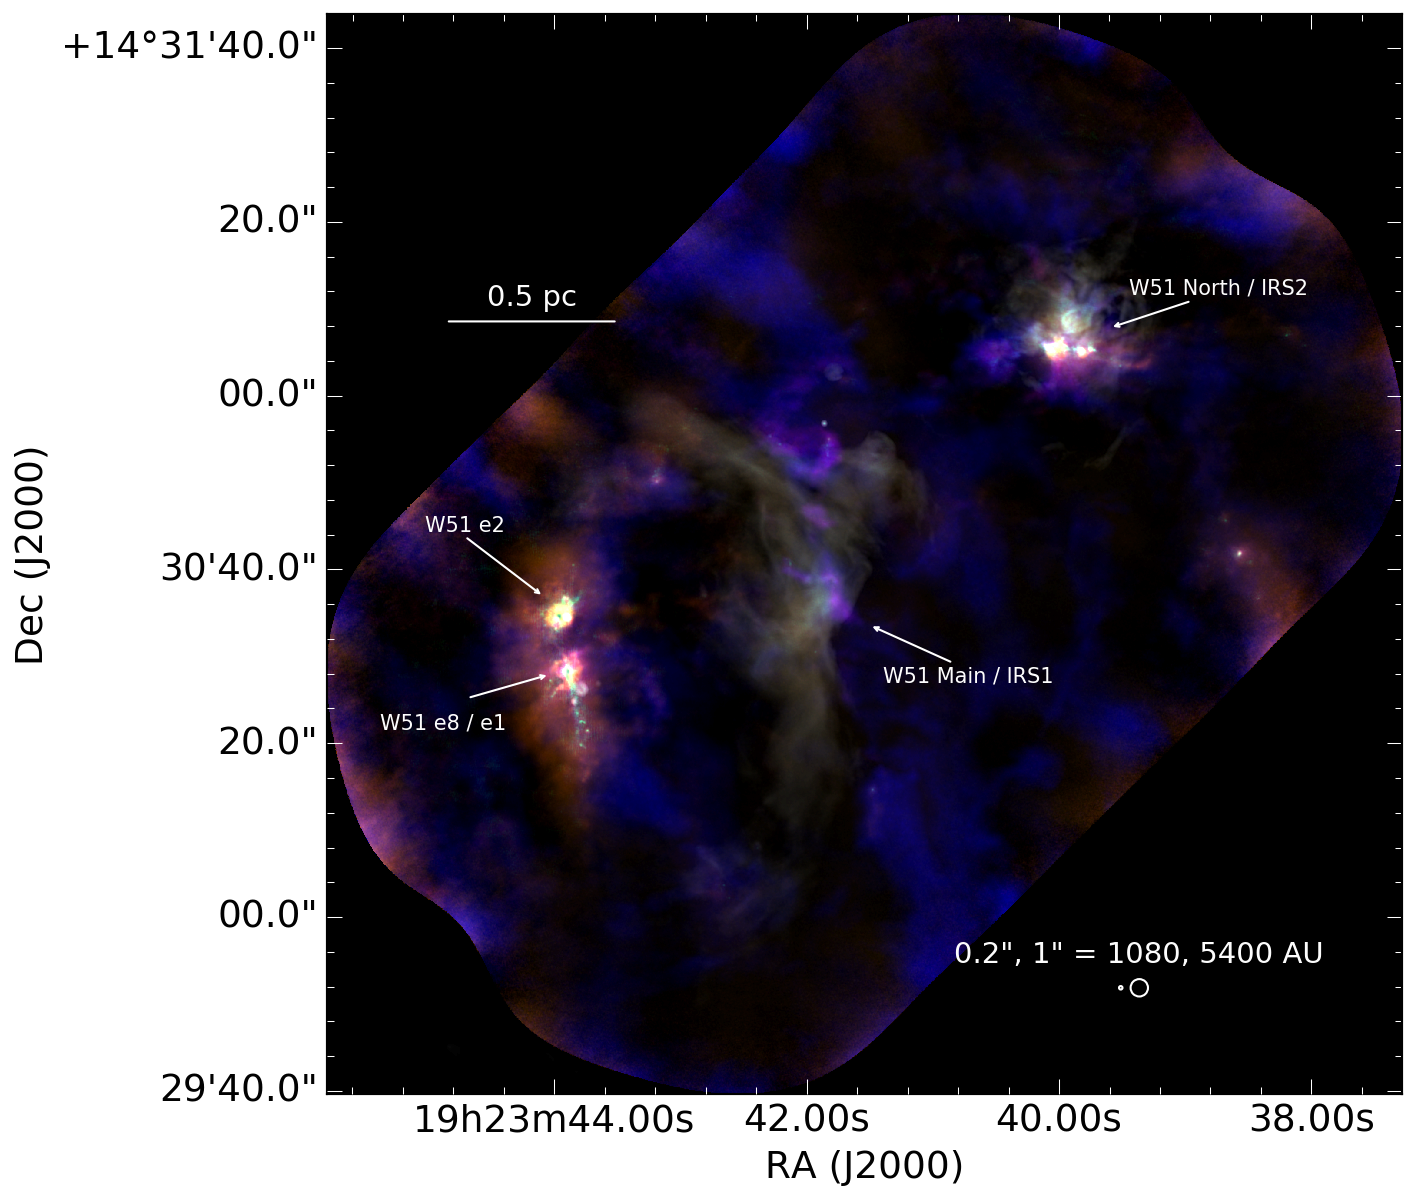 +14°31'40.0"
20.0"
W51 North / IRS2
0.5 pc
00.0"
W51 e2
30'40.0"
W51 Main / IRS1
W51 e8 / e1
20.0"
00.0"
0.2", 1" = 1080, 5400 AU
29'40.0"
19h23m44.00s 42.00s 40.00s 38.00s
RA (J2000)
Dec (J2000)